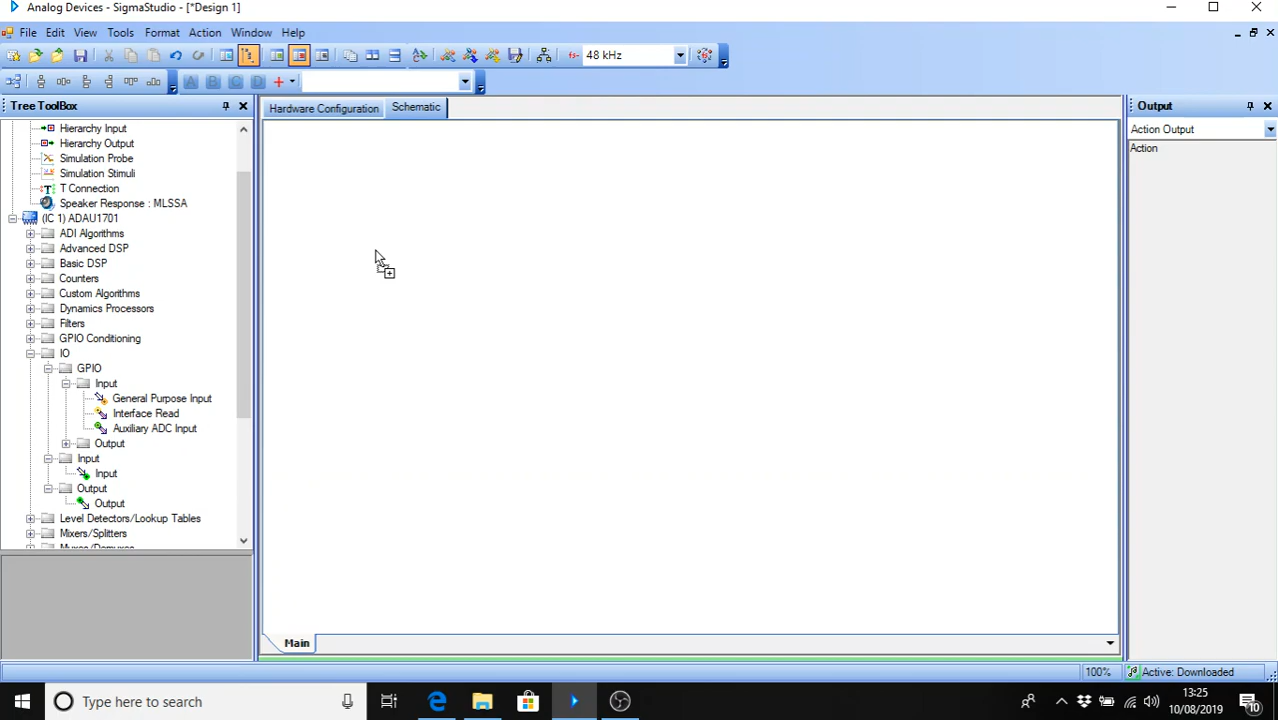 Analog Devices - SigmaStudio - [*Design 1]
File Edit View Tools Format Action Window Help
fs= 48 kHz
A B C D
Tree ToolBox
Hierarchy Input
Hierarchy Output
Simulation Probe
Simulation Stimuli
T Connection
Speaker Response : MLSSA
(IC 1) ADAU1701
ADI Algorithms
Advanced DSP
Basic DSP
Counters
Custom Algorithms
Dynamics Processors
Filters
GPIO Conditioning
IO
GPIO
Input
General Purpose Input
Interface Read
Auxiliary ADC Input
Output
Input
Input
Output
Output
Level Detectors/Lookup Tables
Mixers/Splitters
Muxes/Demuxes
Hardware Configuration Schematic
Main
Output
Action Output
Action
100% Active: Downloaded
Type here to search
13:25
10/08/2019
10